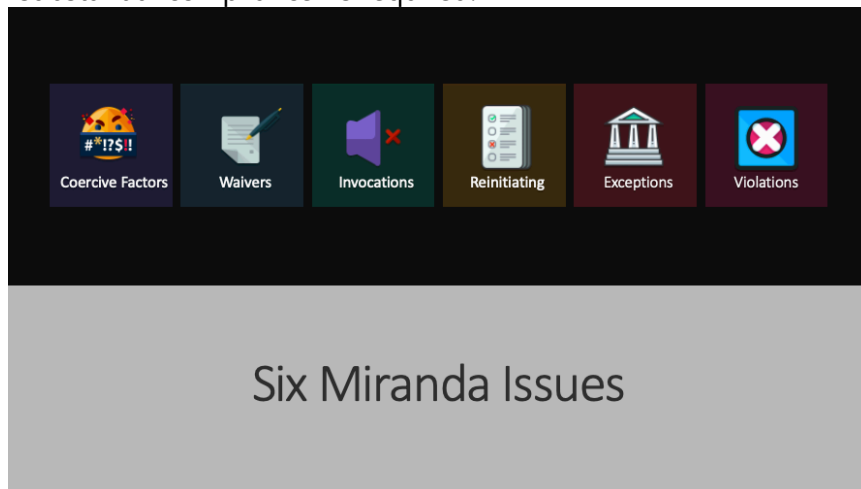 #*!?$!!
Coercive Factors
Waivers
Invocations
Reinitiating
Exceptions
Violations
Six Miranda Issues